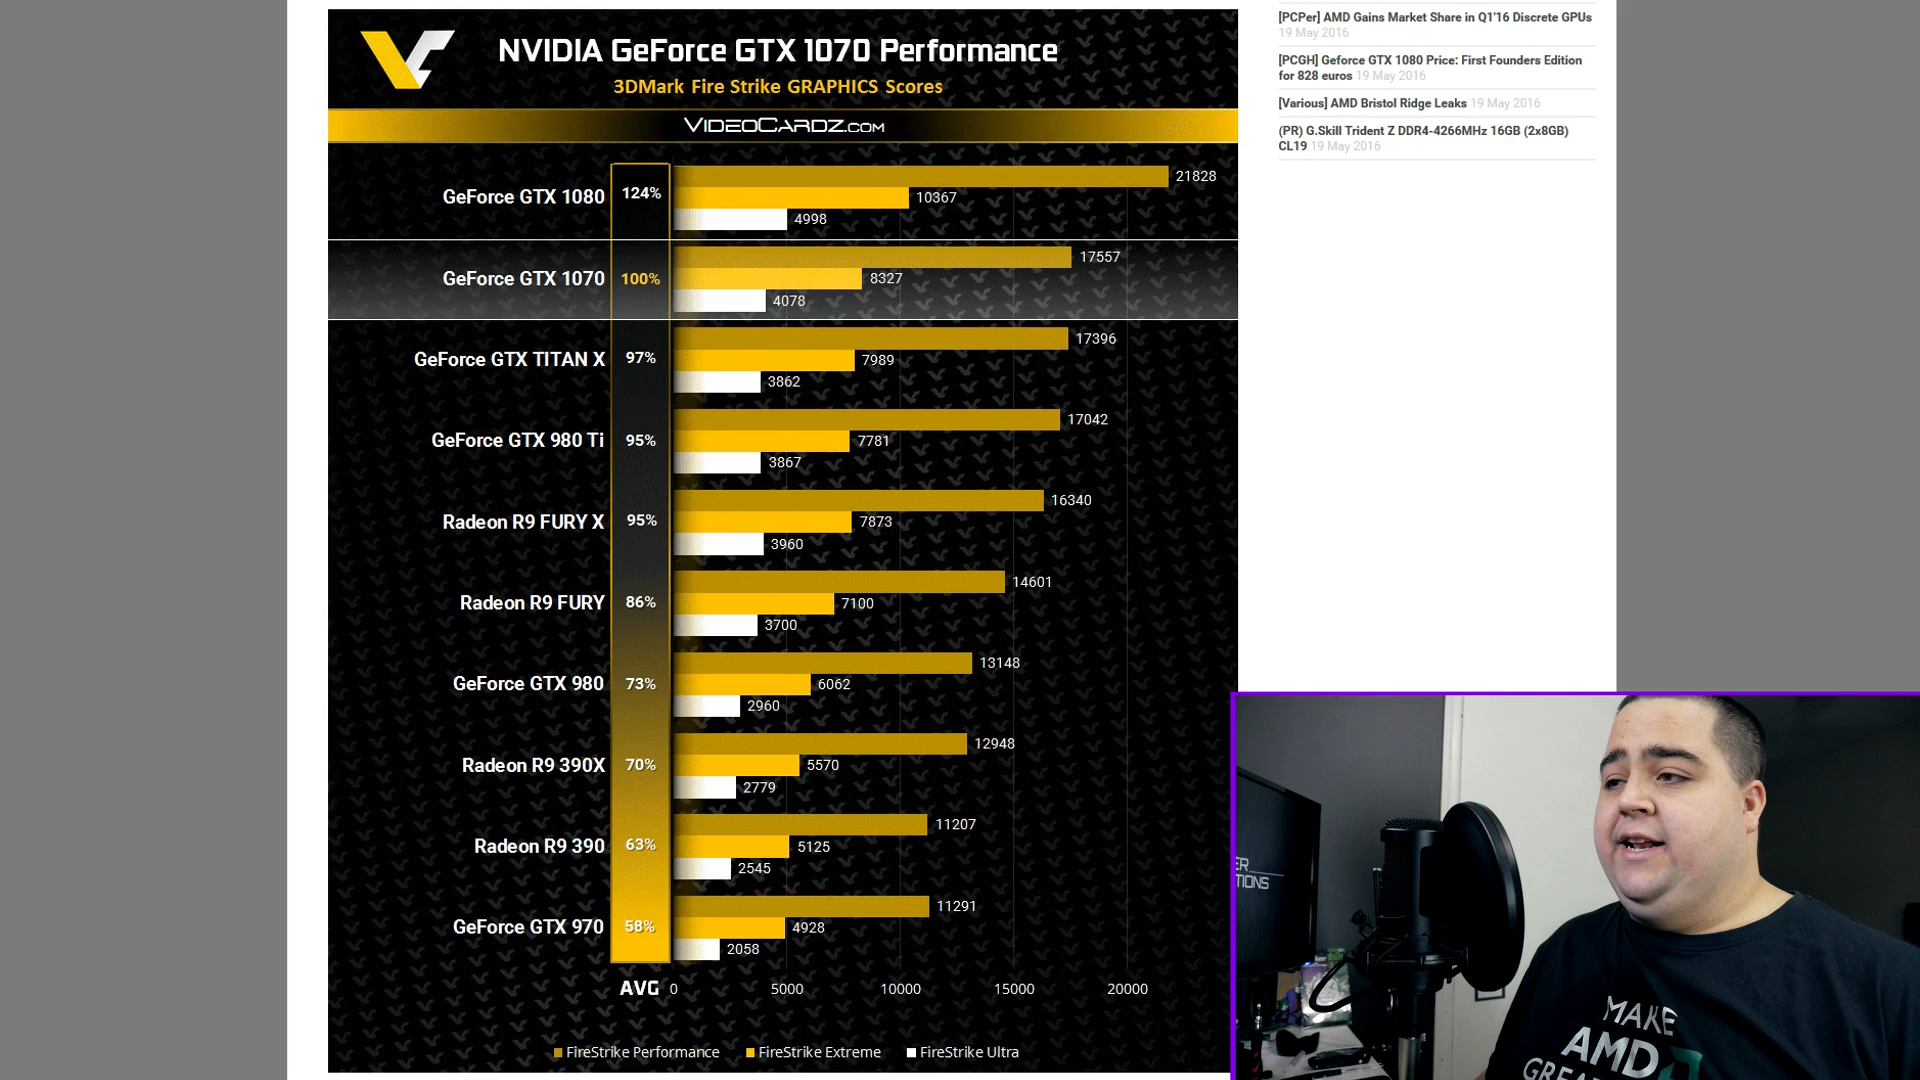 NVIDIA GeForce GTX 1070 Performance
3DMark Fire Strike GRAPHICS Scores
VIDEOCARDZ.COM
GeForce GTX 1080 124% 21828 10367 4998
GeForce GTX 1070 100% 17557 8327 4078
GeForce GTX TITAN X 97% 17396 7989 3862
GeForce GTX 980 Ti 95% 17042 7781 3867
Radeon R9 FURY X 95% 16340 7873 3960
Radeon R9 FURY 86% 14601 7100 3700
GeForce GTX 980 73% 13148 6062 2960
Radeon R9 390X 70% 12948 5570 2779
Radeon R9 390 63% 11207 5125 2545
GeForce GTX 970 58% 11291 4928 2058
AVG 0 5000 10000 15000 20000
FireStrike Performance FireStrike Extreme FireStrike Ultra
[PCPer] AMD Gains Market Share in Q1'16 Discrete GPUs
19 May 2016
[PCGH] Geforce GTX 1080 Price: First Founders Edition
for 828 euros 19 May 2016
[Various] AMD Bristol Ridge Leaks 19 May 2016
(PR) G.Skill Trident Z DDR4-4266MHz 16GB (2x8GB)
CL19 19 May 2016
ER
TIONS
MAKE
AMD
GREA